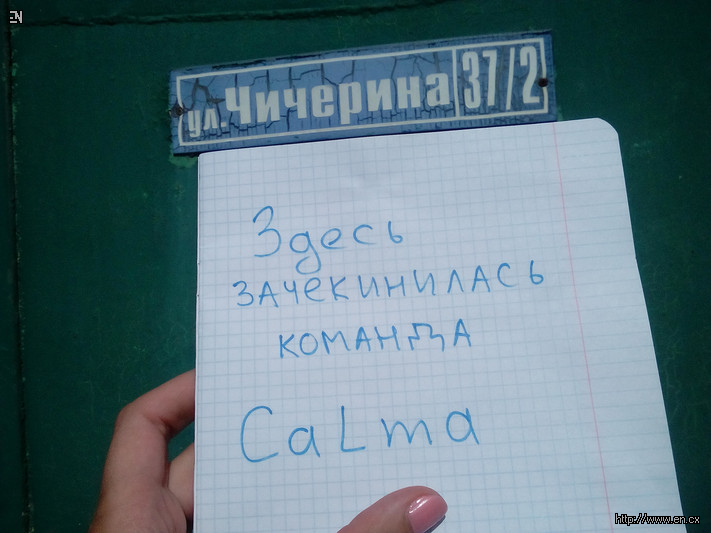 EN
ул. Чичерина 37/2
Здесь
зачекинилась
команда
CaLma
http://www.en.cx